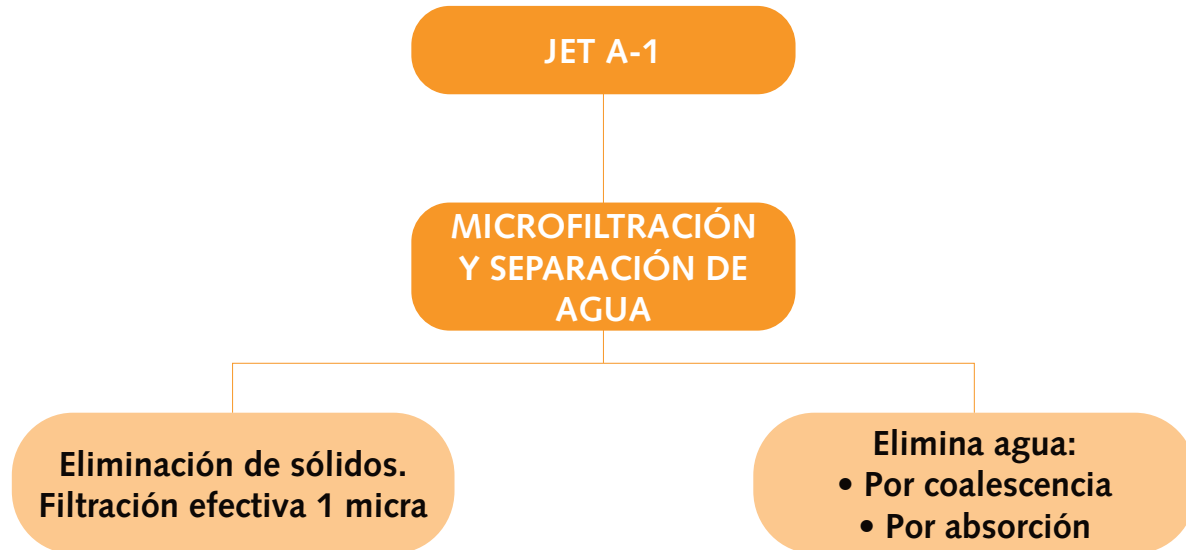 JET A-1
MICROFILTRACIÓN
Y SEPARACIÓN DE
AGUA
Eliminación de sólidos.
Filtración efectiva 1 micra
Elimina agua:
• Por coalescencia
• Por absorción